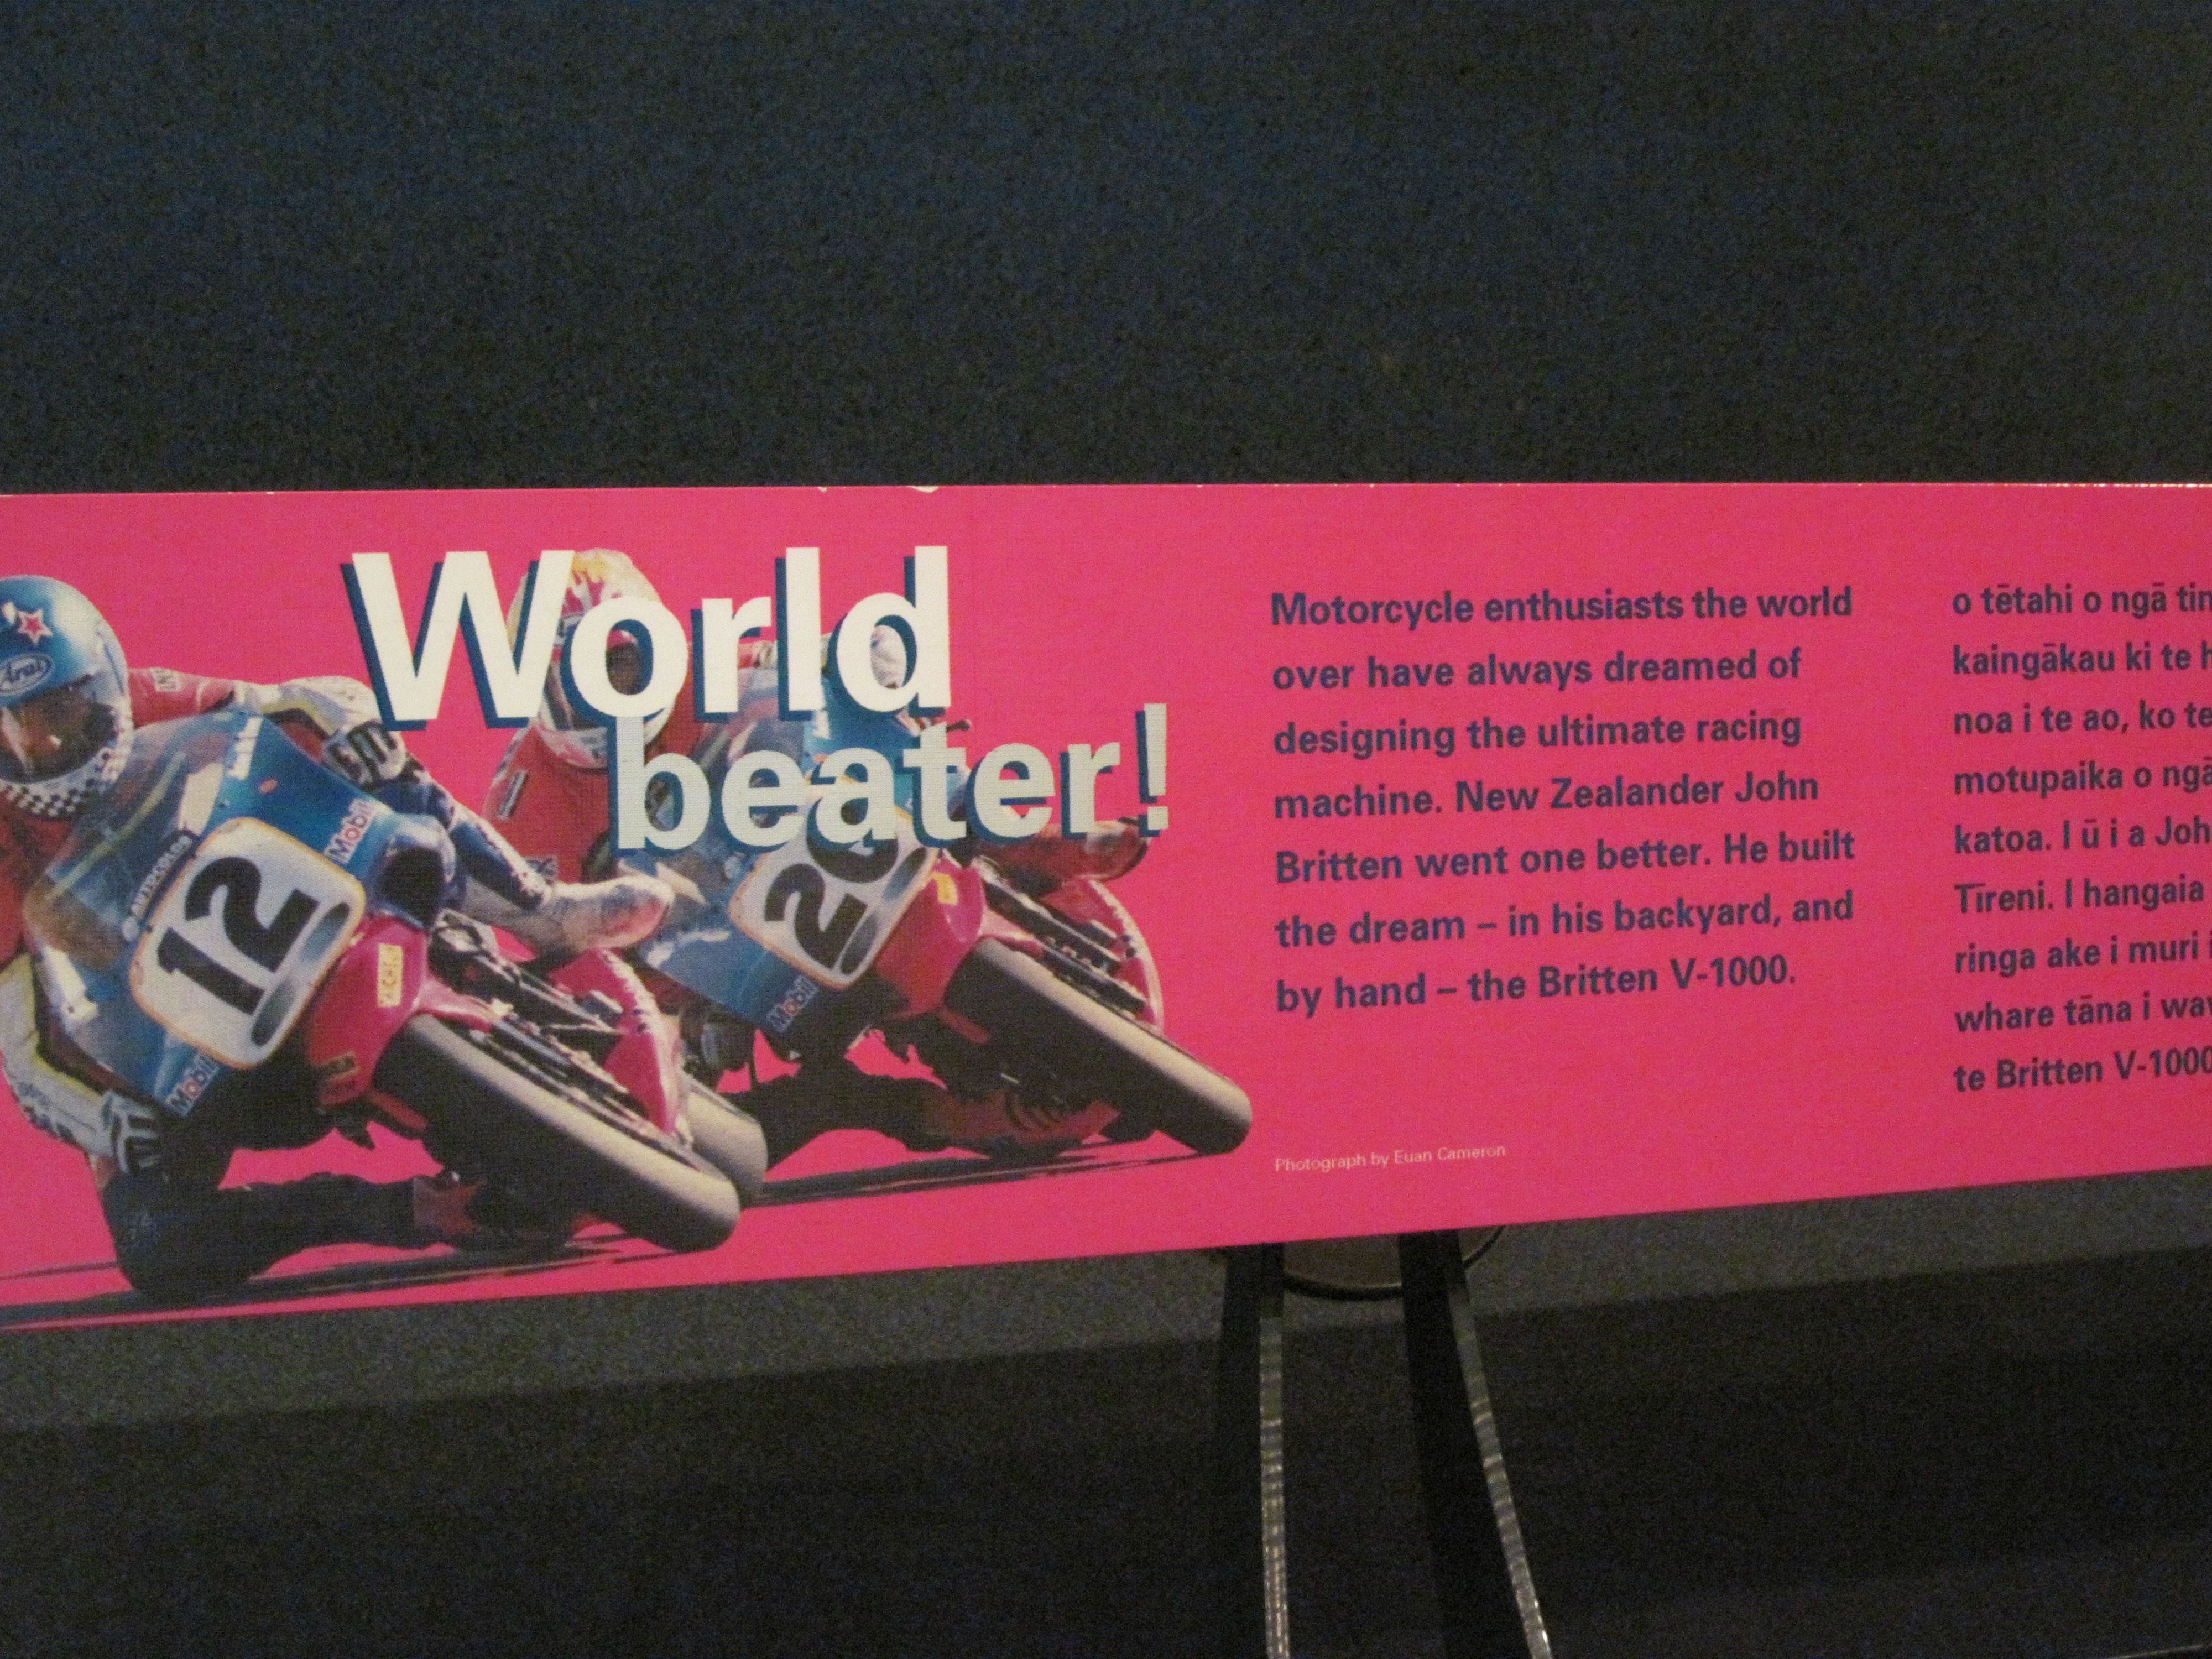 World
beater!
Motorcycle enthusiasts the world
over have always dreamed of
designing the ultimate racing
machine. New Zealander John
Britten went one better. He built
the dream – in his backyard, and
by hand – the Britten V-1000.
Photograph by Euan Cameron
o tētahi o ngā
kaingākau ki te
noa i te ao, ko
motupaika o
katoa. I ū i a
Tīreni. I hangaia
ringa ake i muri
whare tāna i
te Britten V-1000
Arai
12
Mobil
Mobil
Mobil